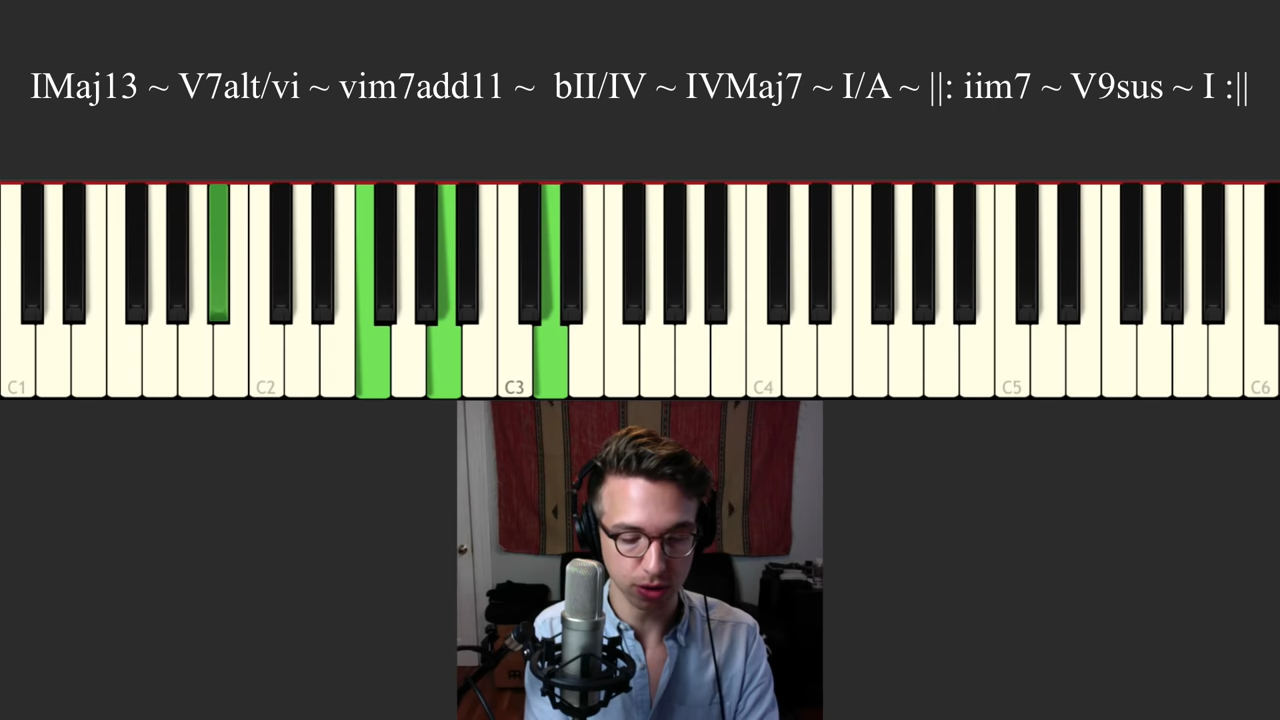 IMaj13 ~ V7alt/vi ~ vim7add11 ~ bII/IV ~ IVMaj7 ~ I/A ~ ||: iim7 ~ V9sus ~ I :||
C1 C2 C3 C4 C5 C6